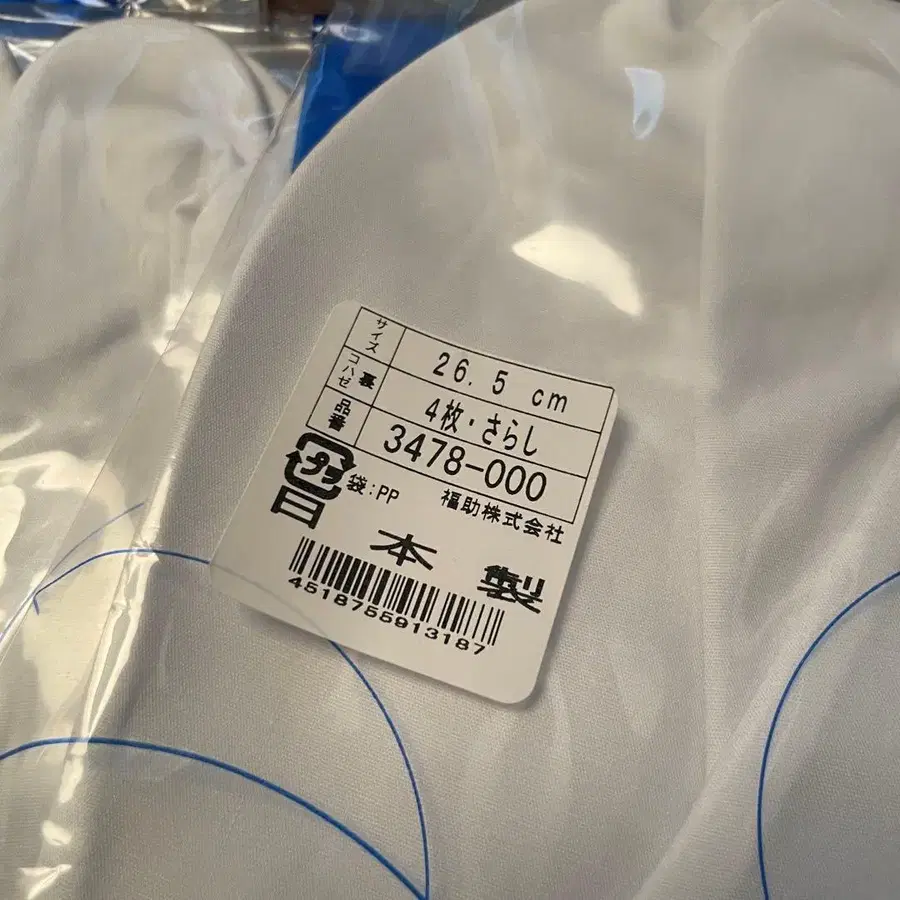 サイズ 26.5 cm
コハゼ 裏 4枚・さらし
品番 3478-000
プラ 袋:PP 福助株式会社
日本製
4518755913187